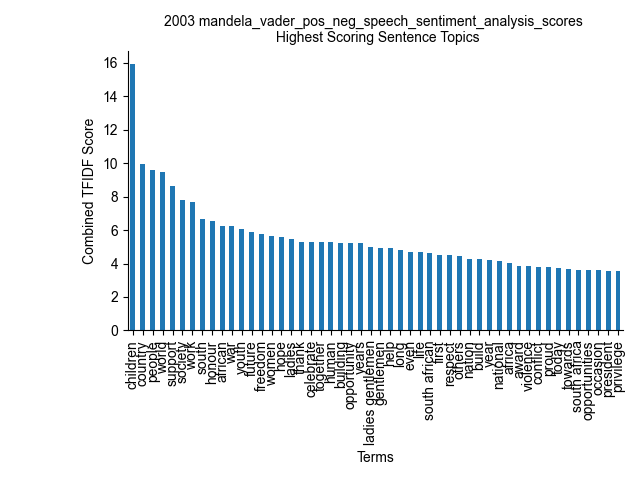 2003 mandela_vader_pos_neg_speech_sentiment_analysis_scores
Highest Scoring Sentence Topics
Combined TFIDF Score
16
14
12
10
8
6
4
2
0
children
country
people
world
support
society
work
south
honour
african
war
youth
future
freedom
women
hope
ladies
thank
celebrate
together
human
building
opportunity
years
ladies gentlemen
gentlemen
help
long
even
life
south african
first
respect
others
nation
build
year
national
africa
award
violence
conflict
proud
today
towards
south africa
opportunities
occasion
president
privilege
Terms